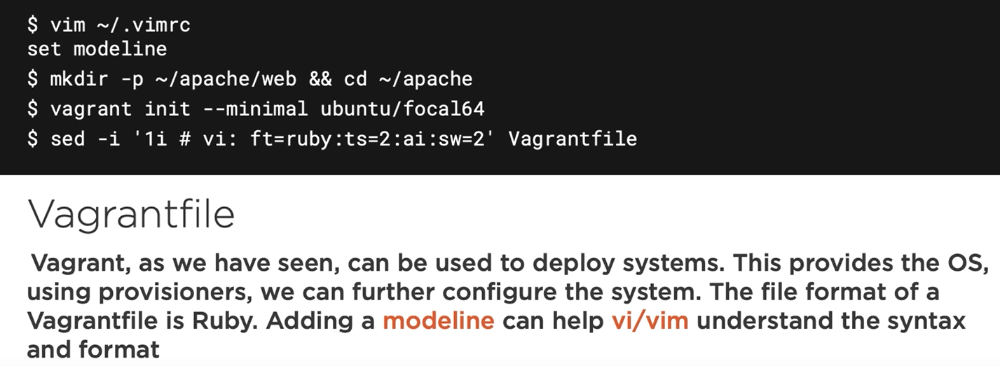 $ vim ~/.vimrc
set modeline
$ mkdir -p ~/apache/web && cd ~/apache
$ vagrant init --minimal ubuntu/focal64
$ sed -i '1i # vi: ft=ruby:ts=2:ai:sw=2' Vagrantfile
Vagrantfile
Vagrant, as we have seen, can be used to deploy systems. This provides the OS,
using provisioners, we can further configure the system. The file format of a
Vagrantfile is Ruby. Adding a modeline can help vi/vim understand the syntax
and format